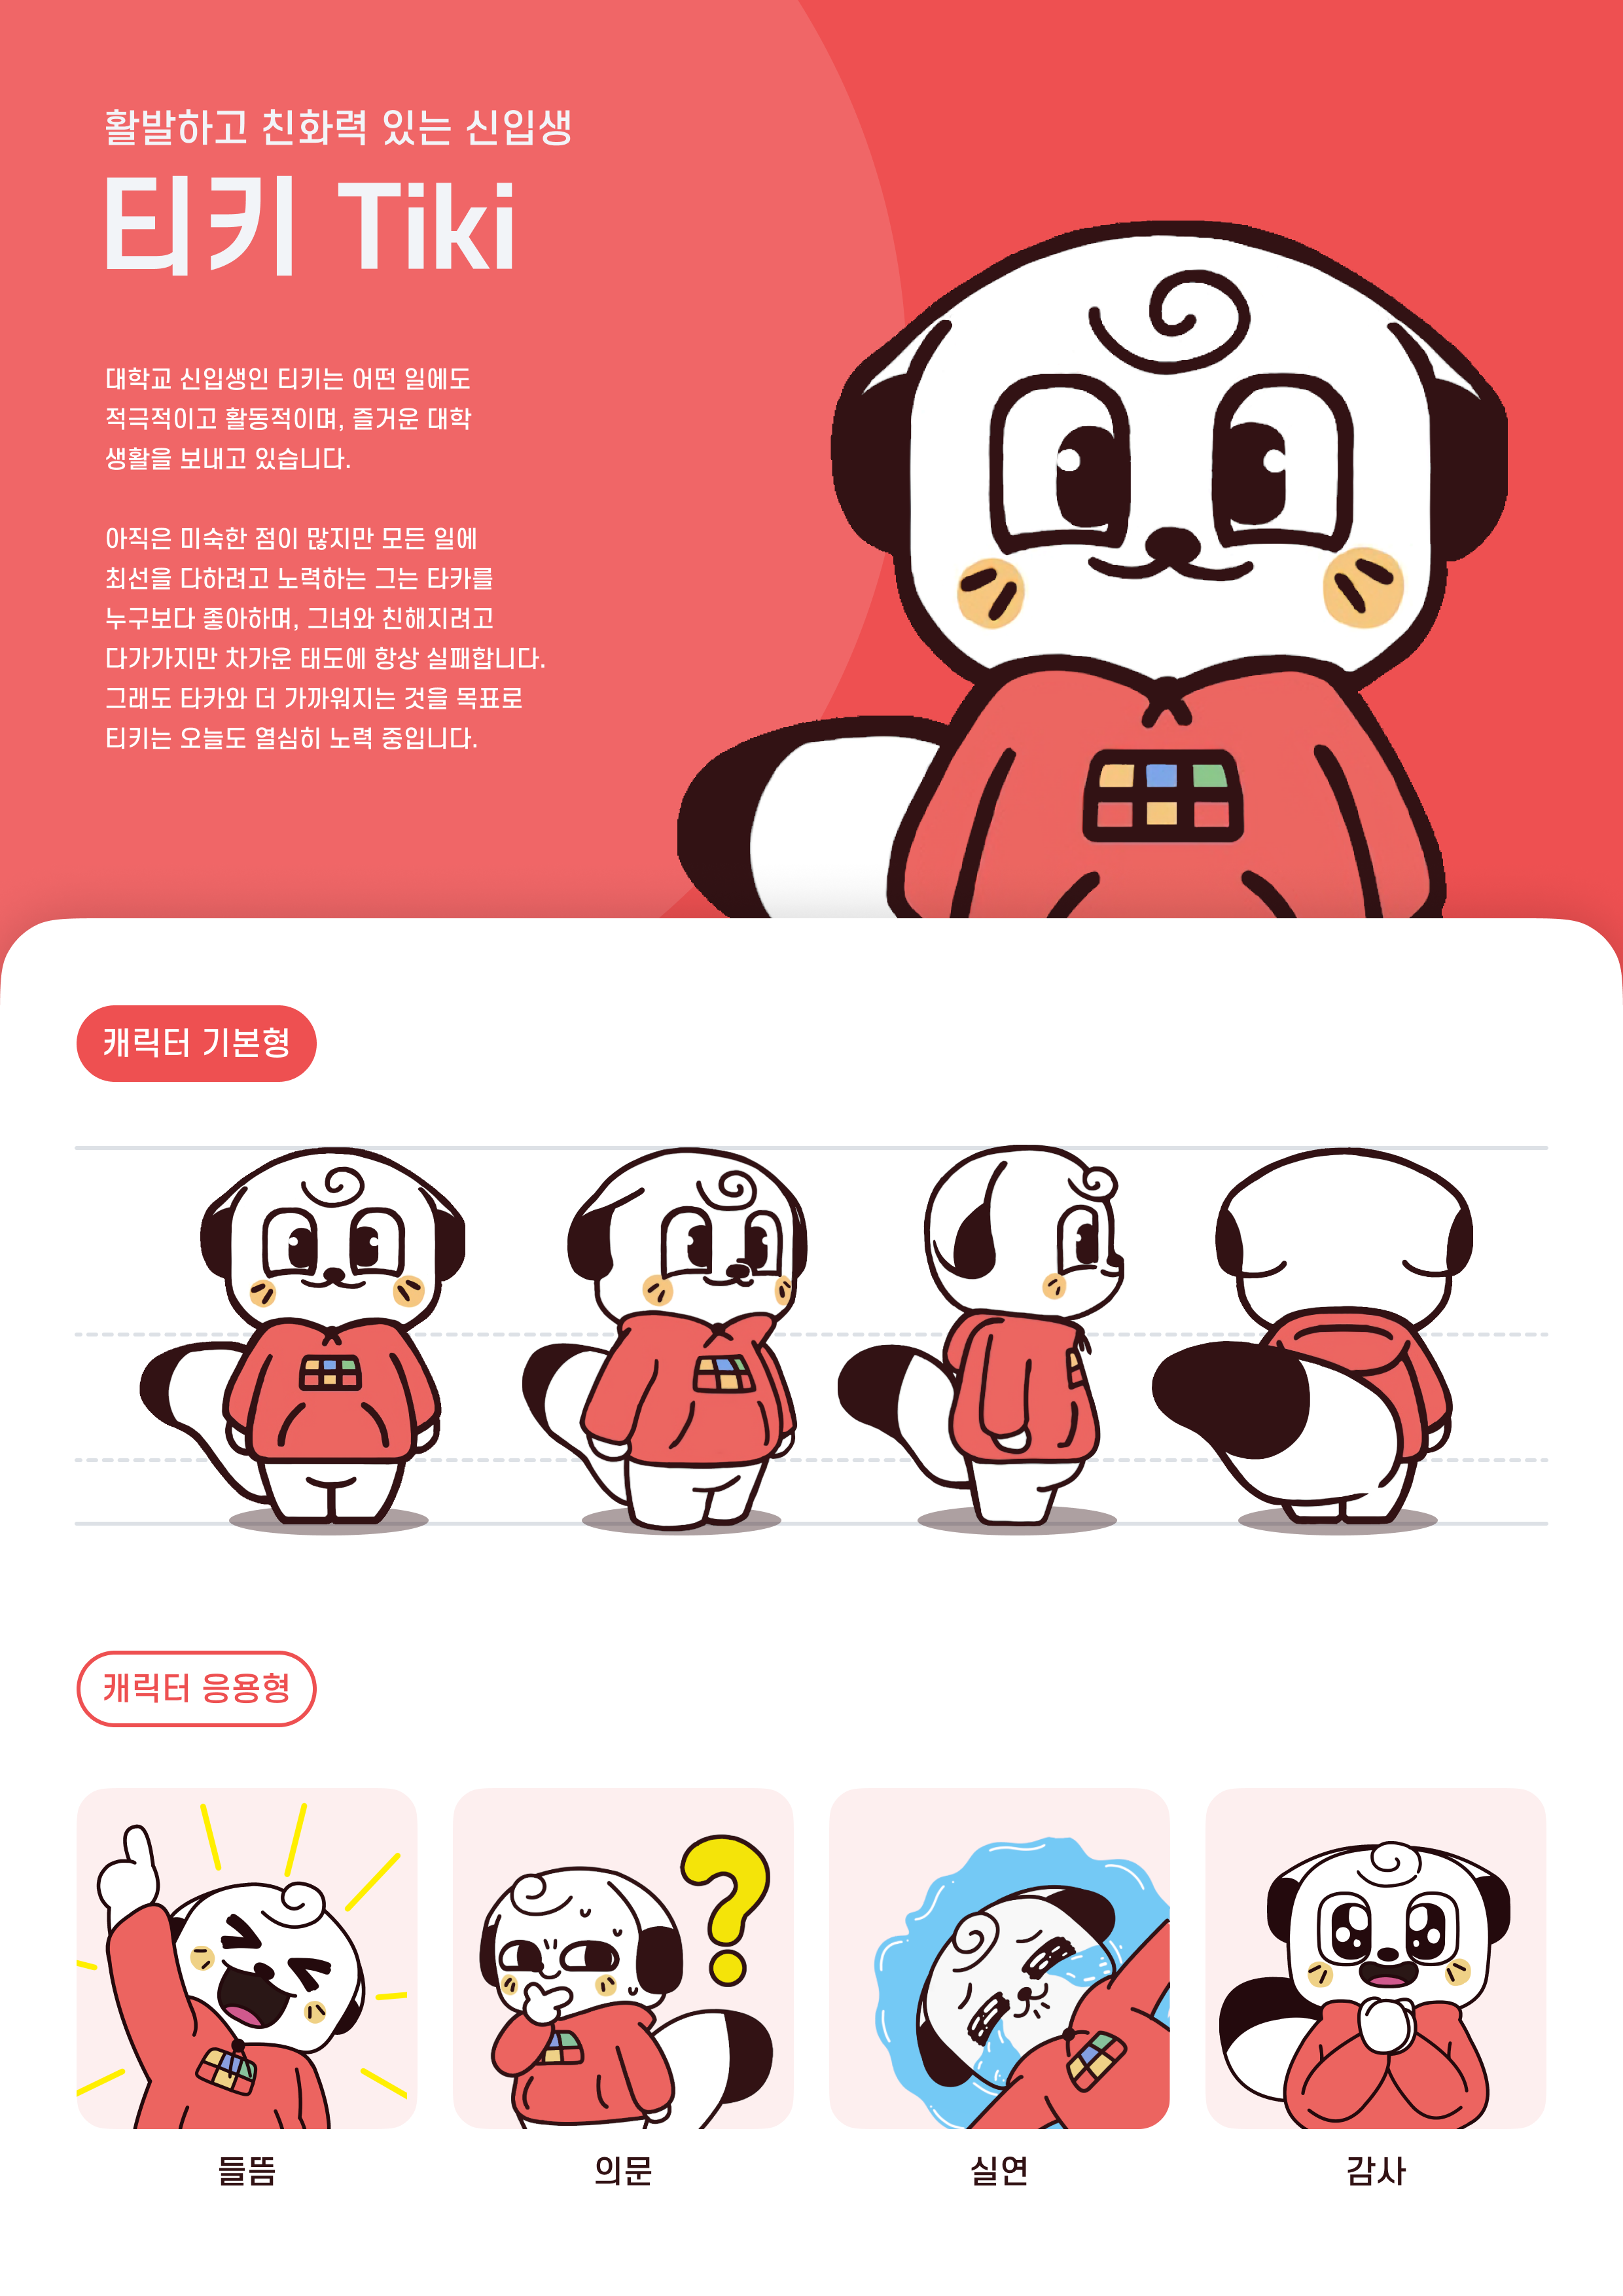 활발하고 친화력 있는 신입생
티키 Tiki
대학교 신입생인 티키는 어떤 일에도
적극적이고 활동적이며, 즐거운 대학
생활을 보내고 있습니다.
아직은 미숙한 점이 많지만 모든 일에
최선을 다하려고 노력하는 그는 타카를
누구보다 좋아하며, 그녀와 친해지려고
다가가지만 차가운 태도에 항상 실패합니다.
그래도 타카와 더 가까워지는 것을 목표로
티키는 오늘도 열심히 노력 중입니다.
캐릭터 기본형
캐릭터 응용형
?
들뜸
의문
실연
감사